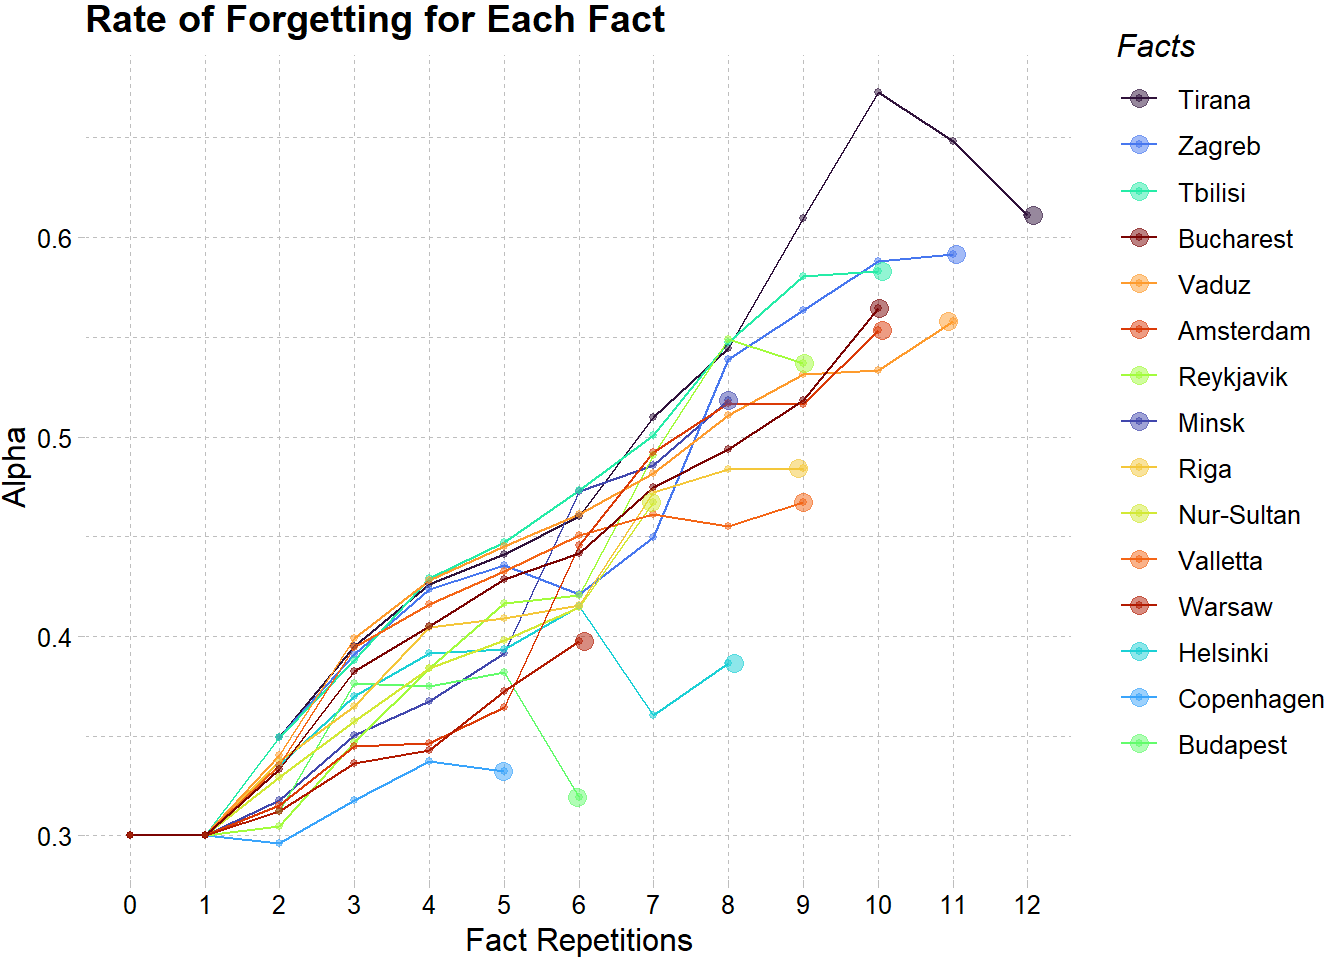 Rate of Forgetting for Each Fact
Facts
Tirana
Zagreb
Tbilisi
Bucharest
Vaduz
Amsterdam
Reykjavik
Minsk
Riga
Nur-Sultan
Valletta
Warsaw
Helsinki
Copenhagen
Budapest
Alpha
0.6
0.5
0.4
0.3
0 1 2 3 4 5 6 7 8 9 10 11 12
Fact Repetitions